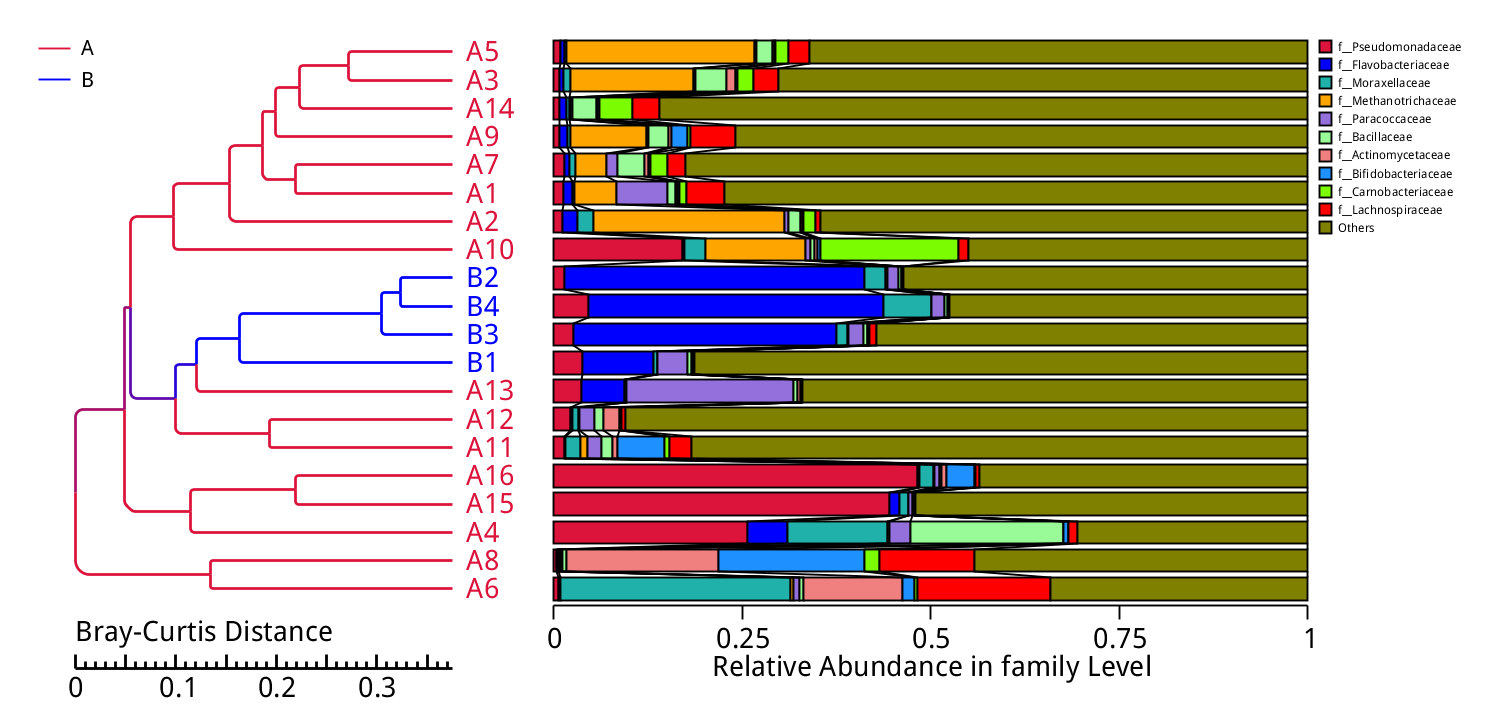 A
B
A5
A3
A14
A9
A7
A1
A2
A10
B2
B4
B3
B1
A13
A12
A11
A16
A15
A4
A8
A6
f__Pseudomonadaceae
f__Flavobacteriaceae
f__Moraxellaceae
f__Methanotrichaceae
f__Paracoccaceae
f__Bacillaceae
f__Actinomycetaceae
f__Bifidobacteriaceae
f__Carnobacteriaceae
f__Lachnospiraceae
Others
Bray-Curtis Distance
0 0.1 0.2 0.3
0 0.25 0.5 0.75 1
Relative Abundance in family Level